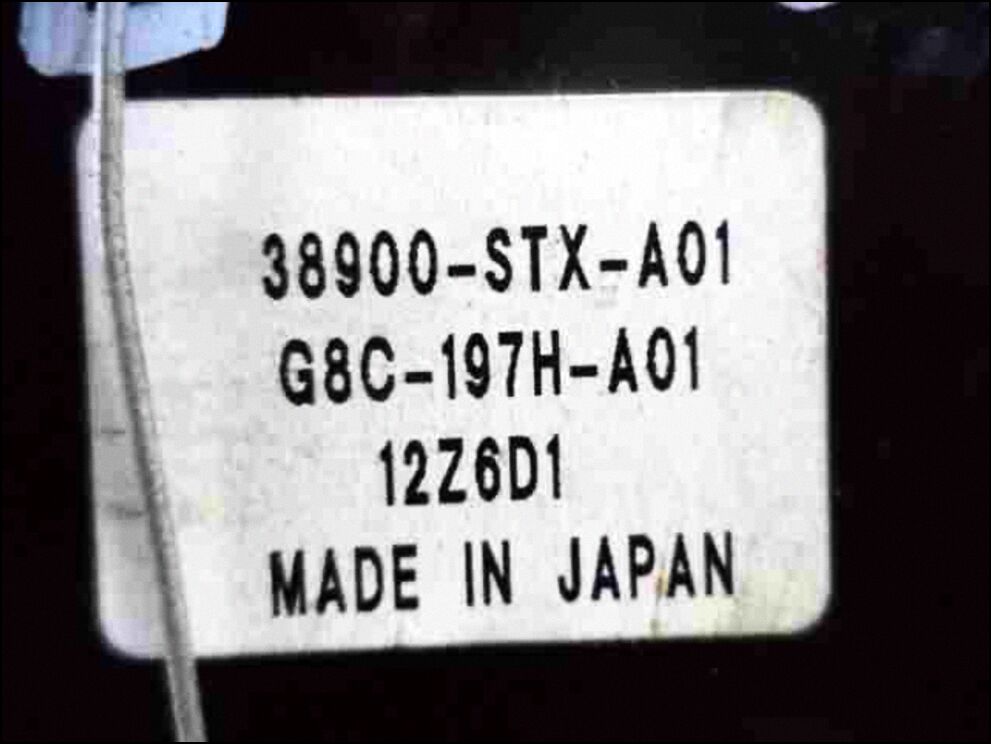 38900-STX-A01
G8C-197H-A01
12Z6D1
MADE IN JAPAN